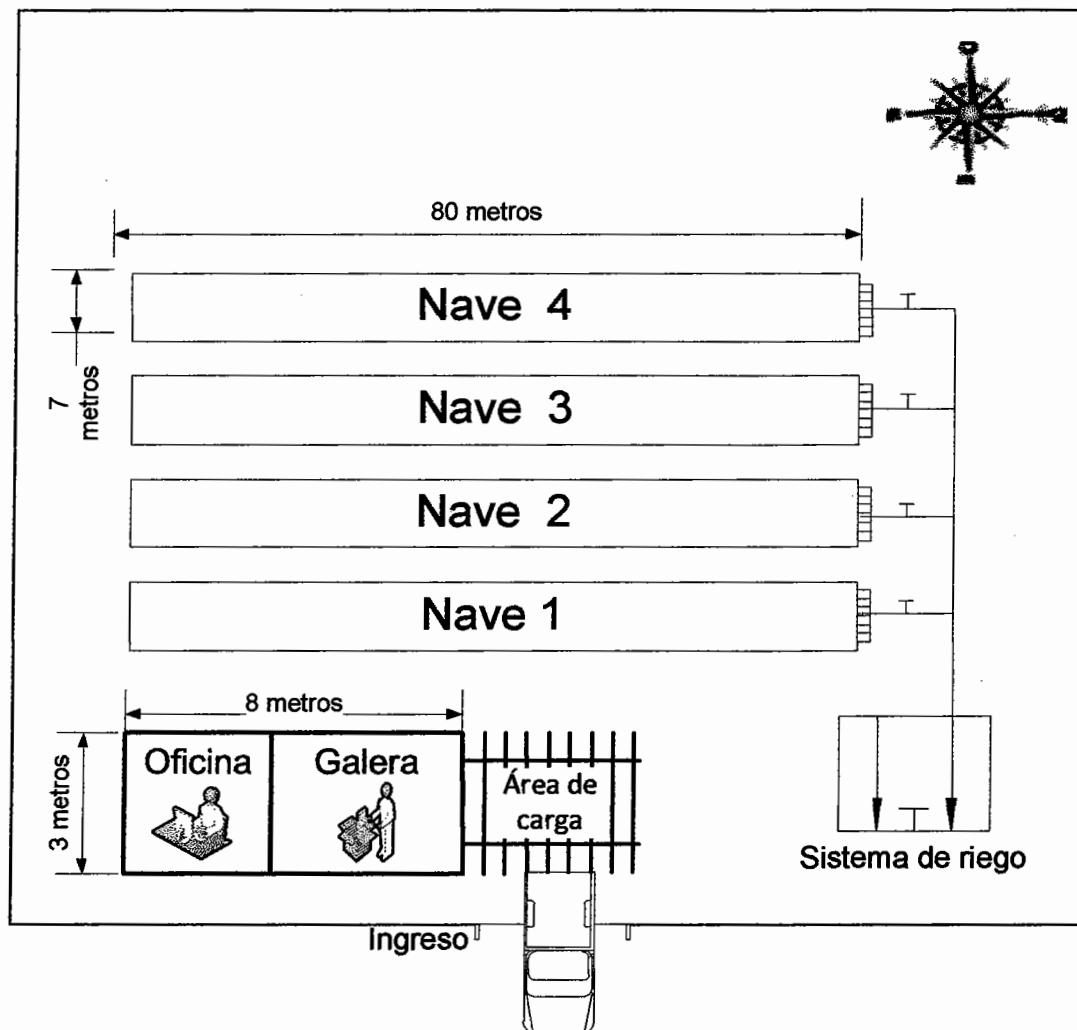 80 metros
Nave 4
7
metros
Nave 3
Nave 2
Nave 1
8 metros
3 metros
Oficina
Galera
Área de
carga
Sistema de riego
Ingreso